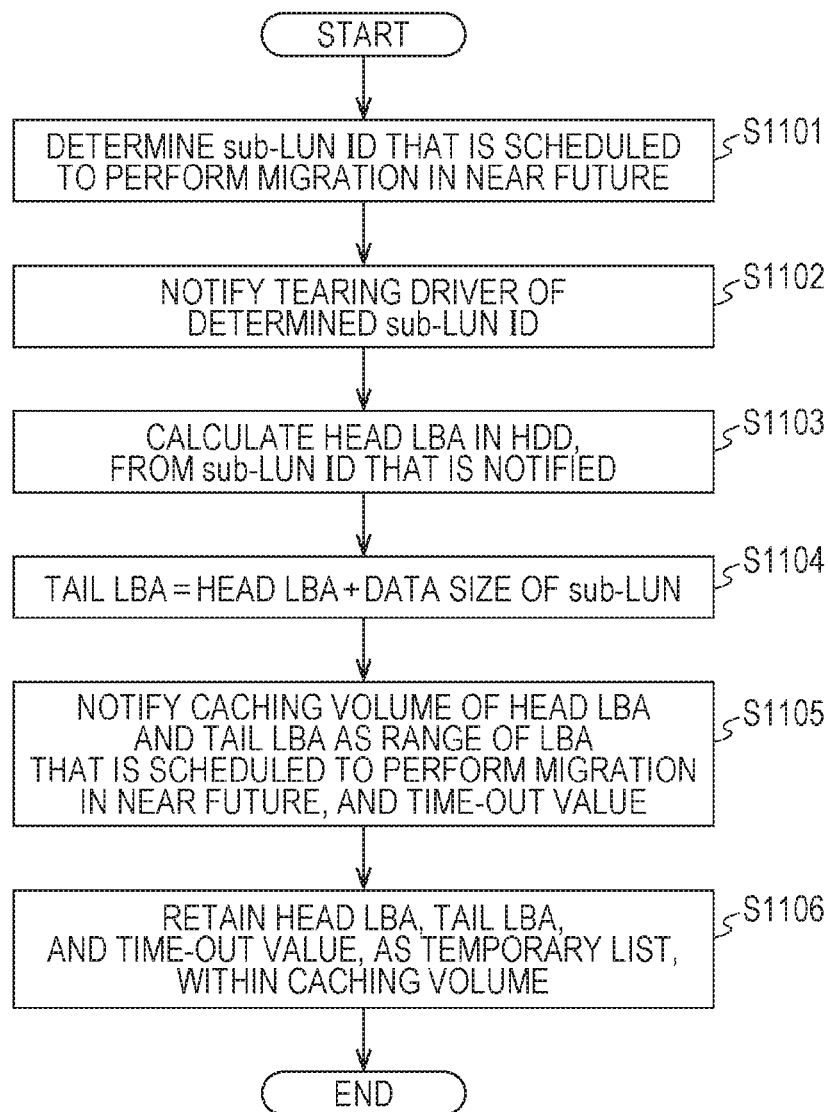 START
S1101
DETERMINE sub-LUN ID THAT IS SCHEDULED
TO PERFORM MIGRATION IN NEAR FUTURE
S1102
NOTIFY TEARING DRIVER OF
DETERMINED sub-LUN ID
S1103
CALCULATE HEAD LBA IN HDD,
FROM sub-LUN ID THAT IS NOTIFIED
S1104
TAIL LBA = HEAD LBA + DATA SIZE OF sub-LUN
S1105
NOTIFY CACHING VOLUME OF HEAD LBA
AND TAIL LBA AS RANGE OF LBA
THAT IS SCHEDULED TO PERFORM MIGRATION
IN NEAR FUTURE, AND TIME-OUT VALUE
S1106
RETAIN HEAD LBA, TAIL LBA,
AND TIME-OUT VALUE, AS TEMPORARY LIST,
WITHIN CACHING VOLUME
END